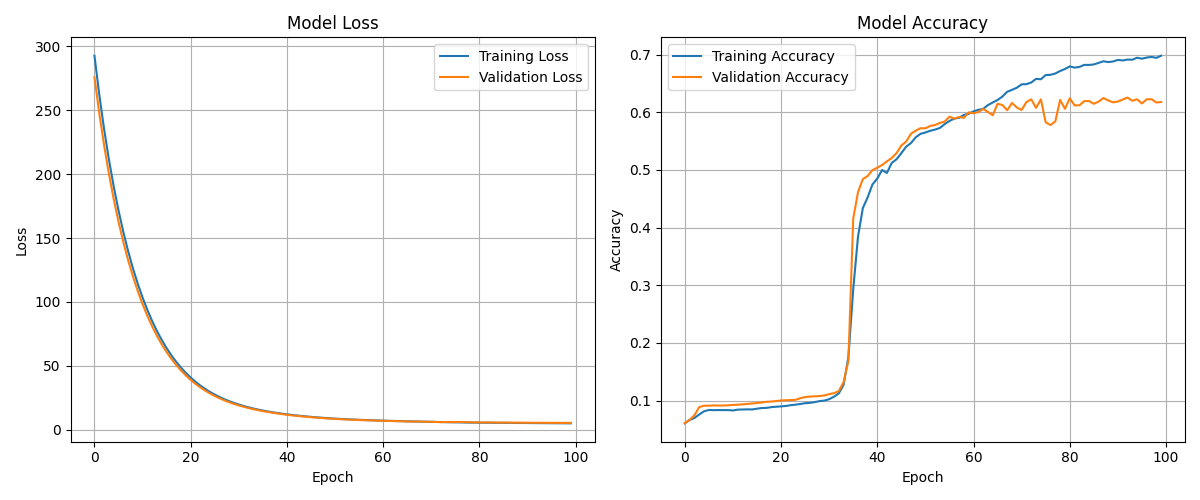 Model Loss
300
250
200
150
100
50
0
Loss
0 20 40 60 80 100
Epoch
Training Loss
Validation Loss
Model Accuracy
0.7
0.6
0.5
0.4
0.3
0.2
0.1
Accuracy
0 20 40 60 80 100
Epoch
Training Accuracy
Validation Accuracy